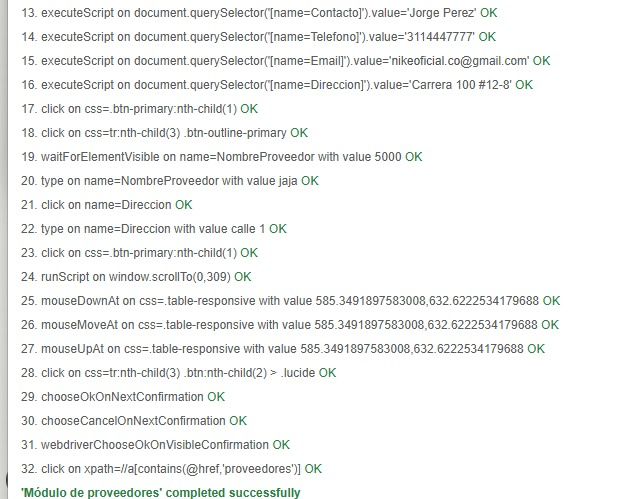 13. executeScript on document.querySelector('[name=Contacto]').value='Jorge Perez' OK
14. executeScript on document.querySelector('[name=Telefono]').value='3114447777' OK
15. executeScript on document.querySelector('[name=Email]').value='nikeoficial.co@gmail.com' OK
16. executeScript on document.querySelector('[name=Direccion]').value='Carrera 100 #12-8' OK
17. click on css=.btn-primary:nth-child(1) OK
18. click on css=tr:nth-child(3) .btn-outline-primary OK
19. waitForElementVisible on name=NombreProveedor with value 5000 OK
20. type on name=NombreProveedor with value jaja OK
21. click on name=Direccion OK
22. type on name=Direccion with value calle 1 OK
23. click on css=.btn-primary:nth-child(1) OK
24. runScript on window.scrollTo(0,309) OK
25. mouseDownAt on css=.table-responsive with value 585.3491897583008,632.6222534179688 OK
26. mouseMoveAt on css=.table-responsive with value 585.3491897583008,632.6222534179688 OK
27. mouseUpAt on css=.table-responsive with value 585.3491897583008,632.6222534179688 OK
28. click on css=tr:nth-child(3) .btn:nth-child(2) > .lucide OK
29. chooseOkOnNextConfirmation OK
30. chooseCancelOnNextConfirmation OK
31. webdriverChooseOkOnVisibleConfirmation OK
32. click on xpath=//a[contains(@href,'proveedores')] OK
'Módulo de proveedores' completed successfully